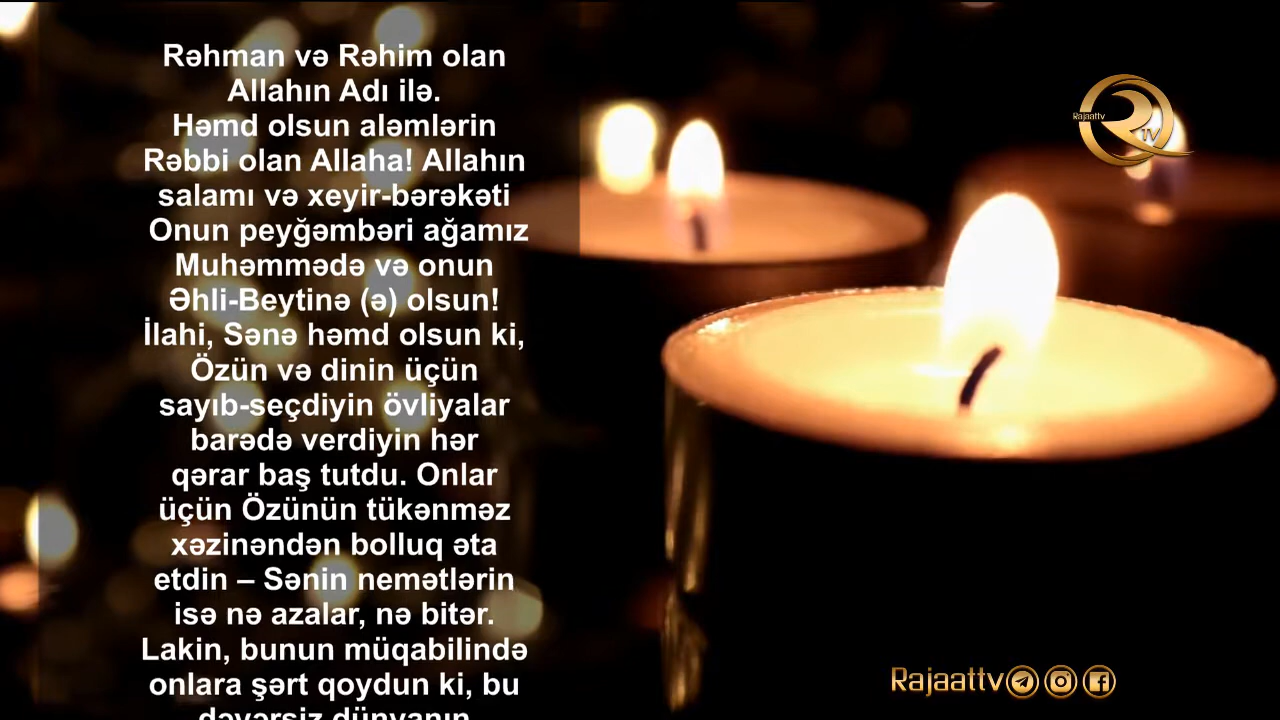 Rəhman və Rəhim olan
Allahın Adı ilə.
Həmd olsun aləmlərin
Rəbbi olan Allaha! Allahın
salamı və xeyir-bərəkəti
Onun peyğəmbəri ağamız
Muhəmmədə və onun
Əhli-Beytinə (ə) olsun!
İlahi, Sənə həmd olsun ki,
Özün və dinin üçün
sayıb-seçdiyin övliyalar
barədə verdiyin hər
qərar baş tutdu. Onlar
üçün Özünün tükənməz
xəzinəndən bolluq əta
etdin – Sənin nemətlərin
isə nə azalar, nə bitər.
Lakin, bunun müqabilində
onlara şərt qoydun ki, bu
dəyərsiz dünyanın
Rajaattv
TV
Rajaattv